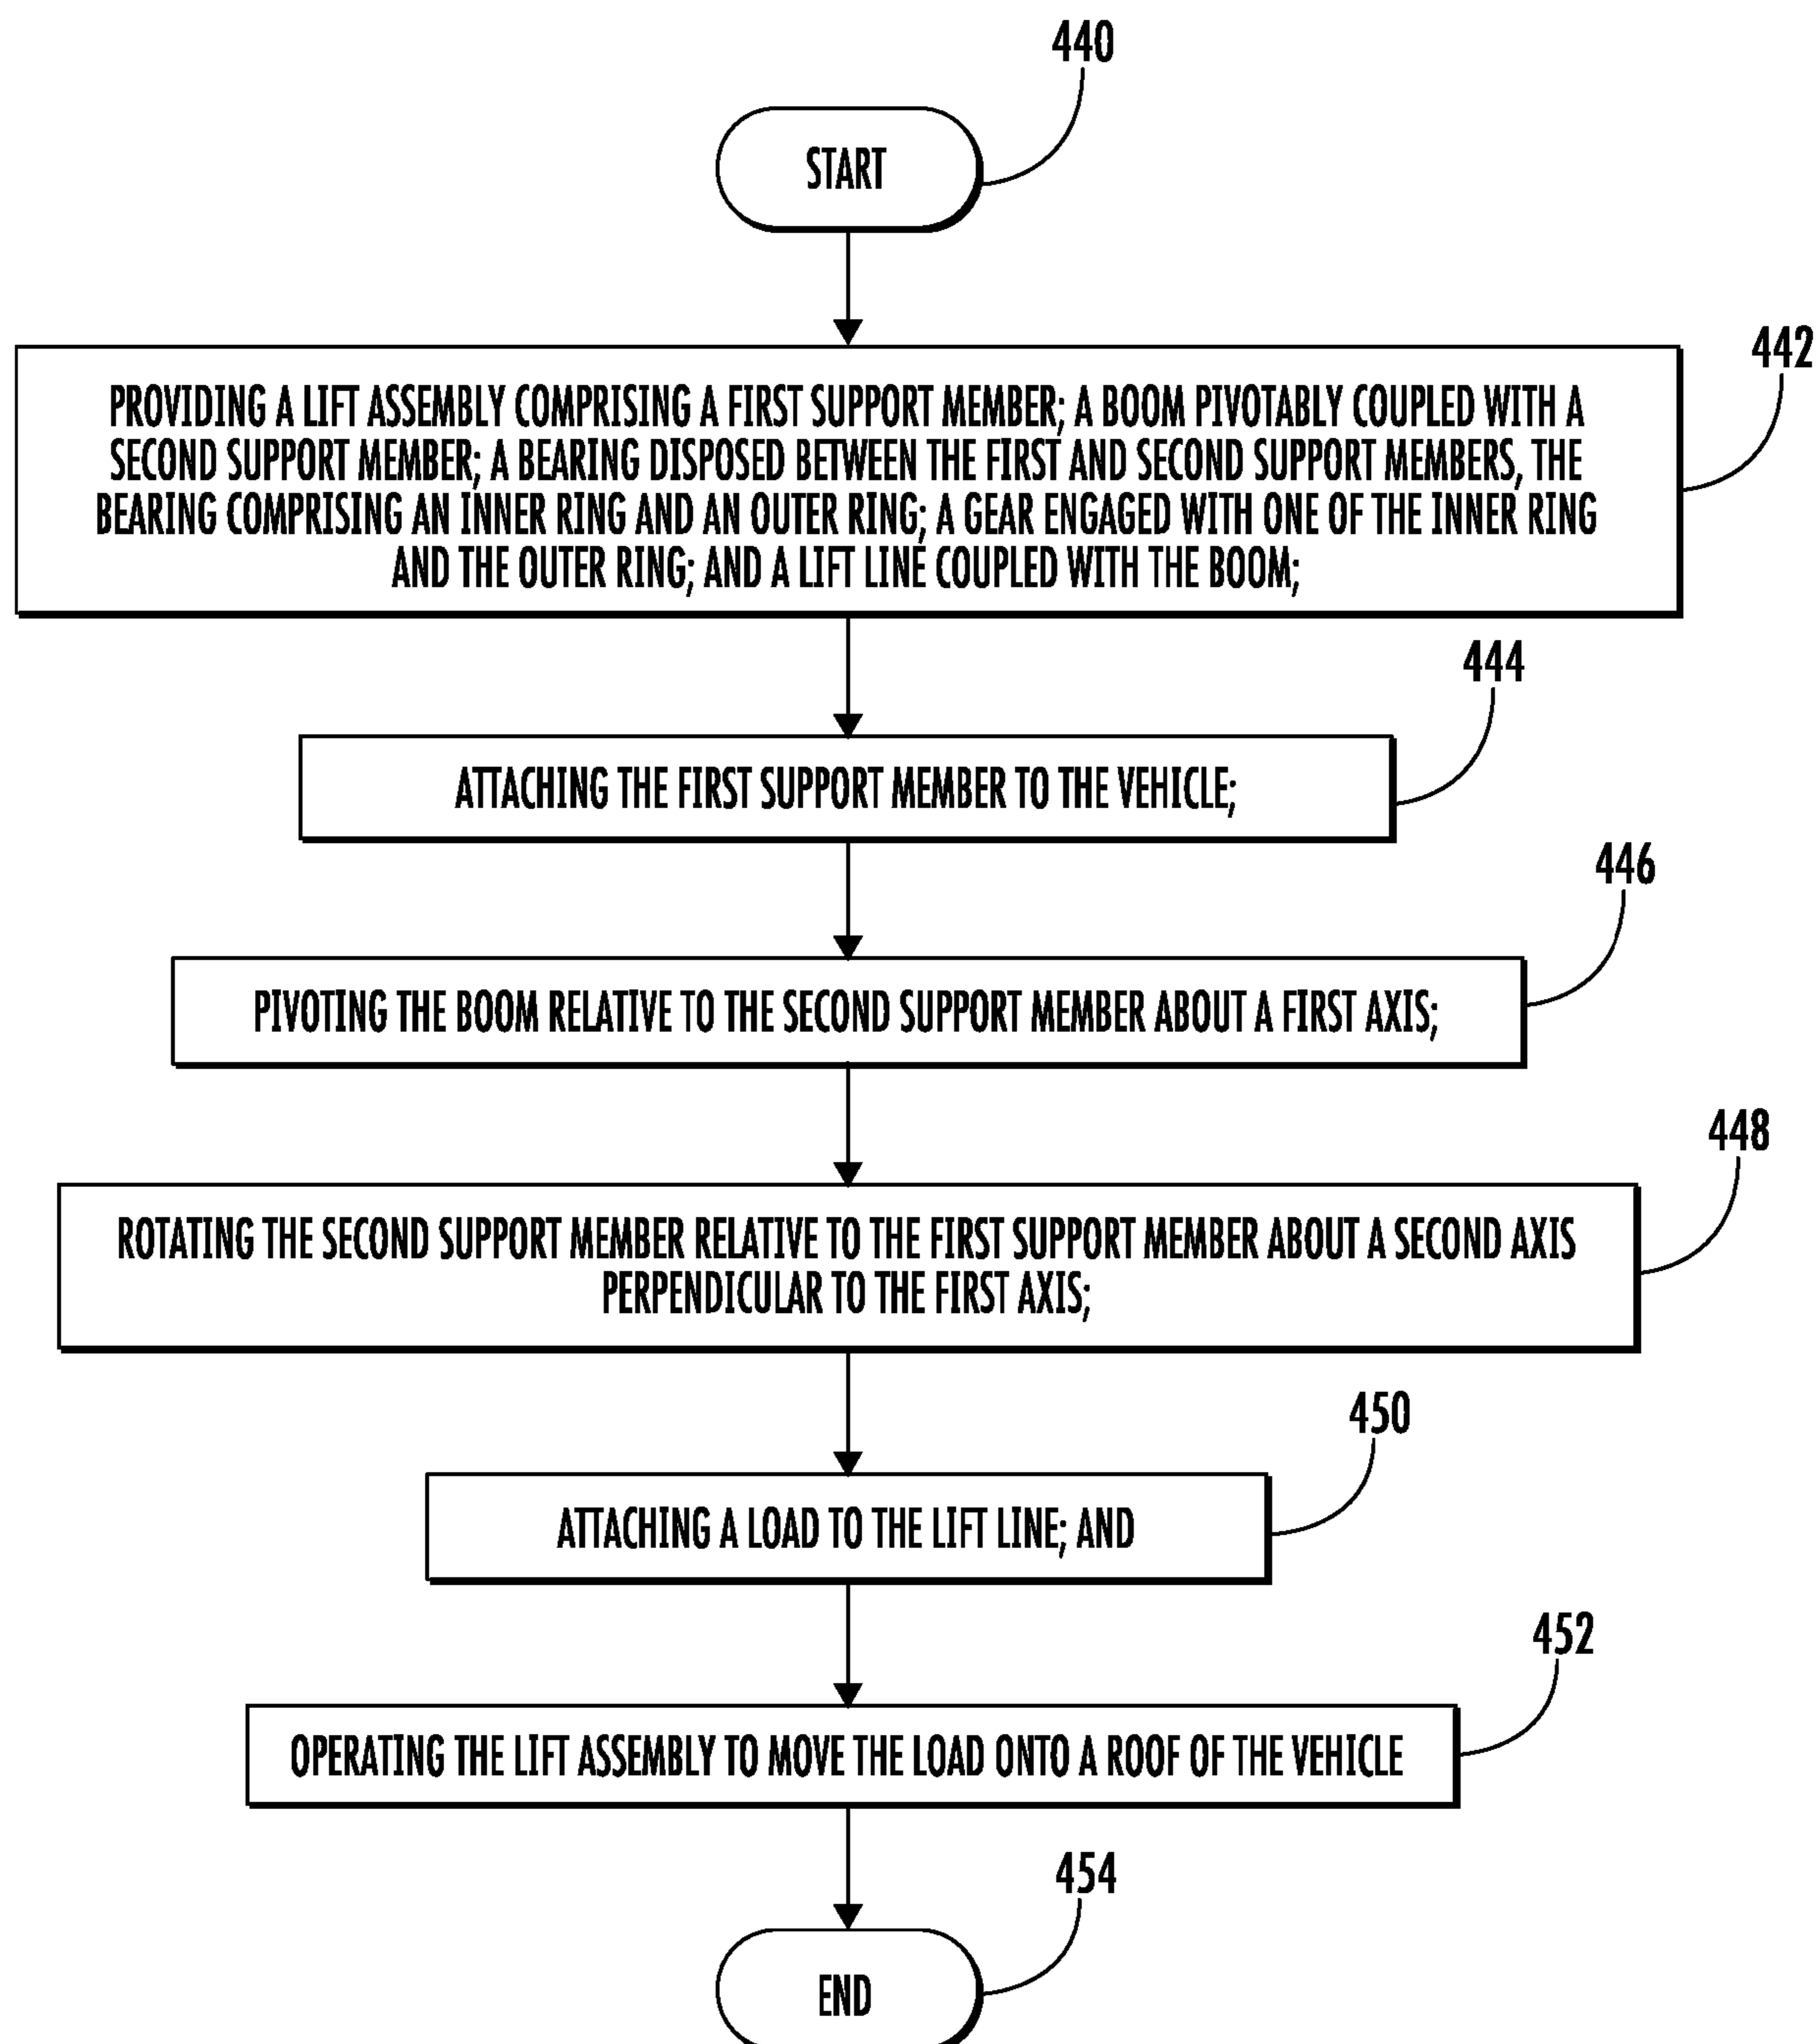 440
START
442
PROVIDING A LIFT ASSEMBLY COMPRISING A FIRST SUPPORT MEMBER; A BOOM PIVOTABLY COUPLED WITH A
SECOND SUPPORT MEMBER; A BEARING DISPOSED BETWEEN THE FIRST AND SECOND SUPPORT MEMBERS, THE
BEARING COMPRISING AN INNER RING AND AN OUTER RING; A GEAR ENGAGED WITH ONE OF THE INNER RING
AND THE OUTER RING; AND A LIFT LINE COUPLED WITH THE BOOM;
444
ATTACHING THE FIRST SUPPORT MEMBER TO THE VEHICLE;
446
PIVOTING THE BOOM RELATIVE TO THE SECOND SUPPORT MEMBER ABOUT A FIRST AXIS;
448
ROTATING THE SECOND SUPPORT MEMBER RELATIVE TO THE FIRST SUPPORT MEMBER ABOUT A SECOND AXIS
PERPENDICULAR TO THE FIRST AXIS;
450
ATTACHING A LOAD TO THE LIFT LINE; AND
452
OPERATING THE LIFT ASSEMBLY TO MOVE THE LOAD ONTO A ROOF OF THE VEHICLE
454
END